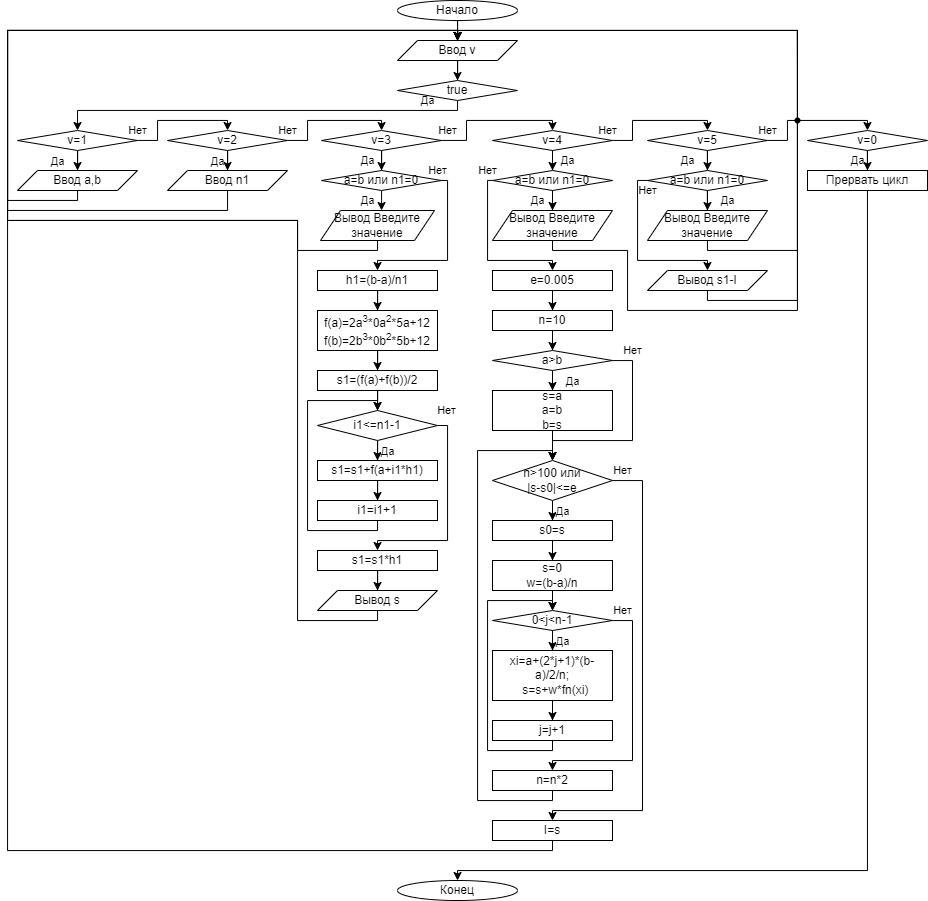 Начало
Ввод v
true
Да
v=1
Нет
v=2
Нет
v=3
Нет
v=4
Нет
v=5
Нет
v=0
Да
Да
Да
Да
Да
Да
Ввод a,b
Ввод n1
a=b или n1=0
Нет
Нет
a=b или n1=0
Нет
a=b или n1=0
Прервать цикл
Да
Да
Да
Вывод Введите
значение
Вывод Введите
значение
Вывод Введите
значение
h1=(b-a)/n1
e=0.005
Вывод s1-I
f(a)=2a³*0a²*5a+12
f(b)=2b³*0b²*5b+12
n=10
s1=(f(a)+f(b))/2
a>b
Нет
Да
s=a
a=b
b=s
i1<=n1-1
Нет
Да
s1=s1+f(a+i1*h1)
i1=i1+1
n>100 или
|s-s0|<=e
Нет
Да
s0=s
s1=s1*h1
s=0
w=(b-a)/n
Вывод s
0<j<n-1
Нет
Да
xi=a+(2*j+1)*(b-
a)/2/n;
s=s+w*fn(xi)
j=j+1
n=n*2
I=s
Конец